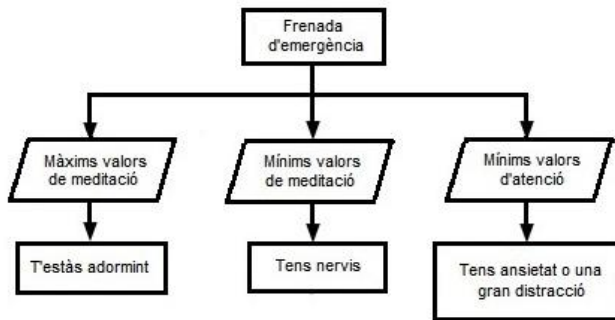 Frenada
d'emergència
Màxims valors
de meditació
Mínims valors
de meditació
Mínims valors
d'atenció
T'estàs adormint
Tens nervis
Tens ansietat o una
gran distracció